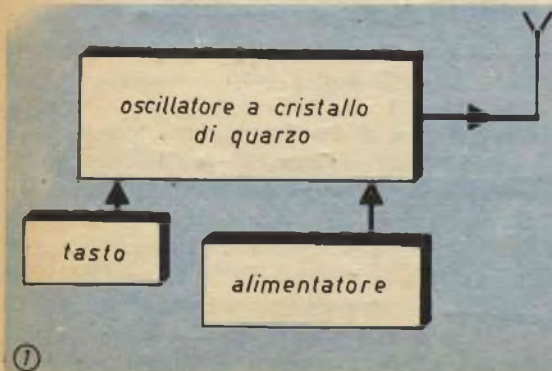 oscillatore a cristallo
di quarzo
tasto
alimentatore
1